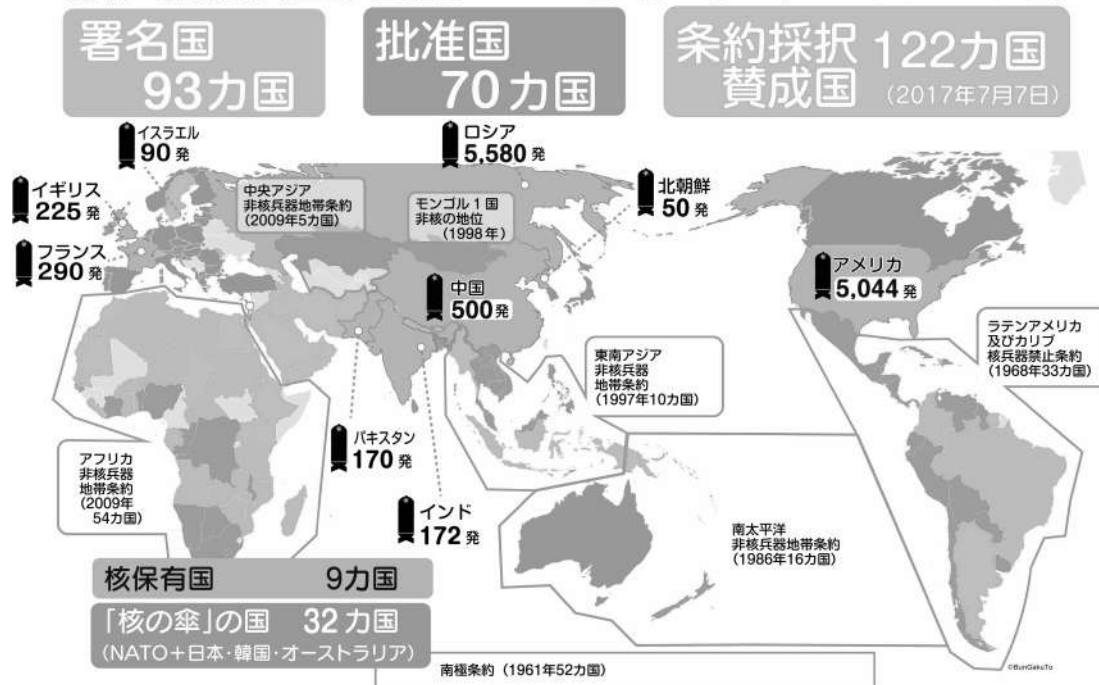 署名国
93カ国
批准国
70カ国
条約採択
賛成国
122カ国
(2017年7月7日)
イスラエル
90発
ロシア
5,580発
イギリス
225発
中央アジア
非核兵器地帯条約
(2009年5カ国)
モンゴル1国
非核の地位
(1998年)
北朝鮮
50発
フランス
290発
中国
500発
アメリカ
5,044発
ラテンアメリカ
及びカリブ
核兵器禁止条約
(1968年33カ国)
東南アジア
非核兵器
地帯条約
(1997年10カ国)
パキスタン
170発
アフリカ
非核兵器
地帯条約
(2009年
54カ国)
インド
172発
南太平洋
非核兵器地帯条約
(1986年16カ国)
核保有国 9カ国
「核の傘」の国 32カ国
(NATO+日本・韓国・オーストラリア)
南極条約(1961年52カ国)
©BunGakuTo